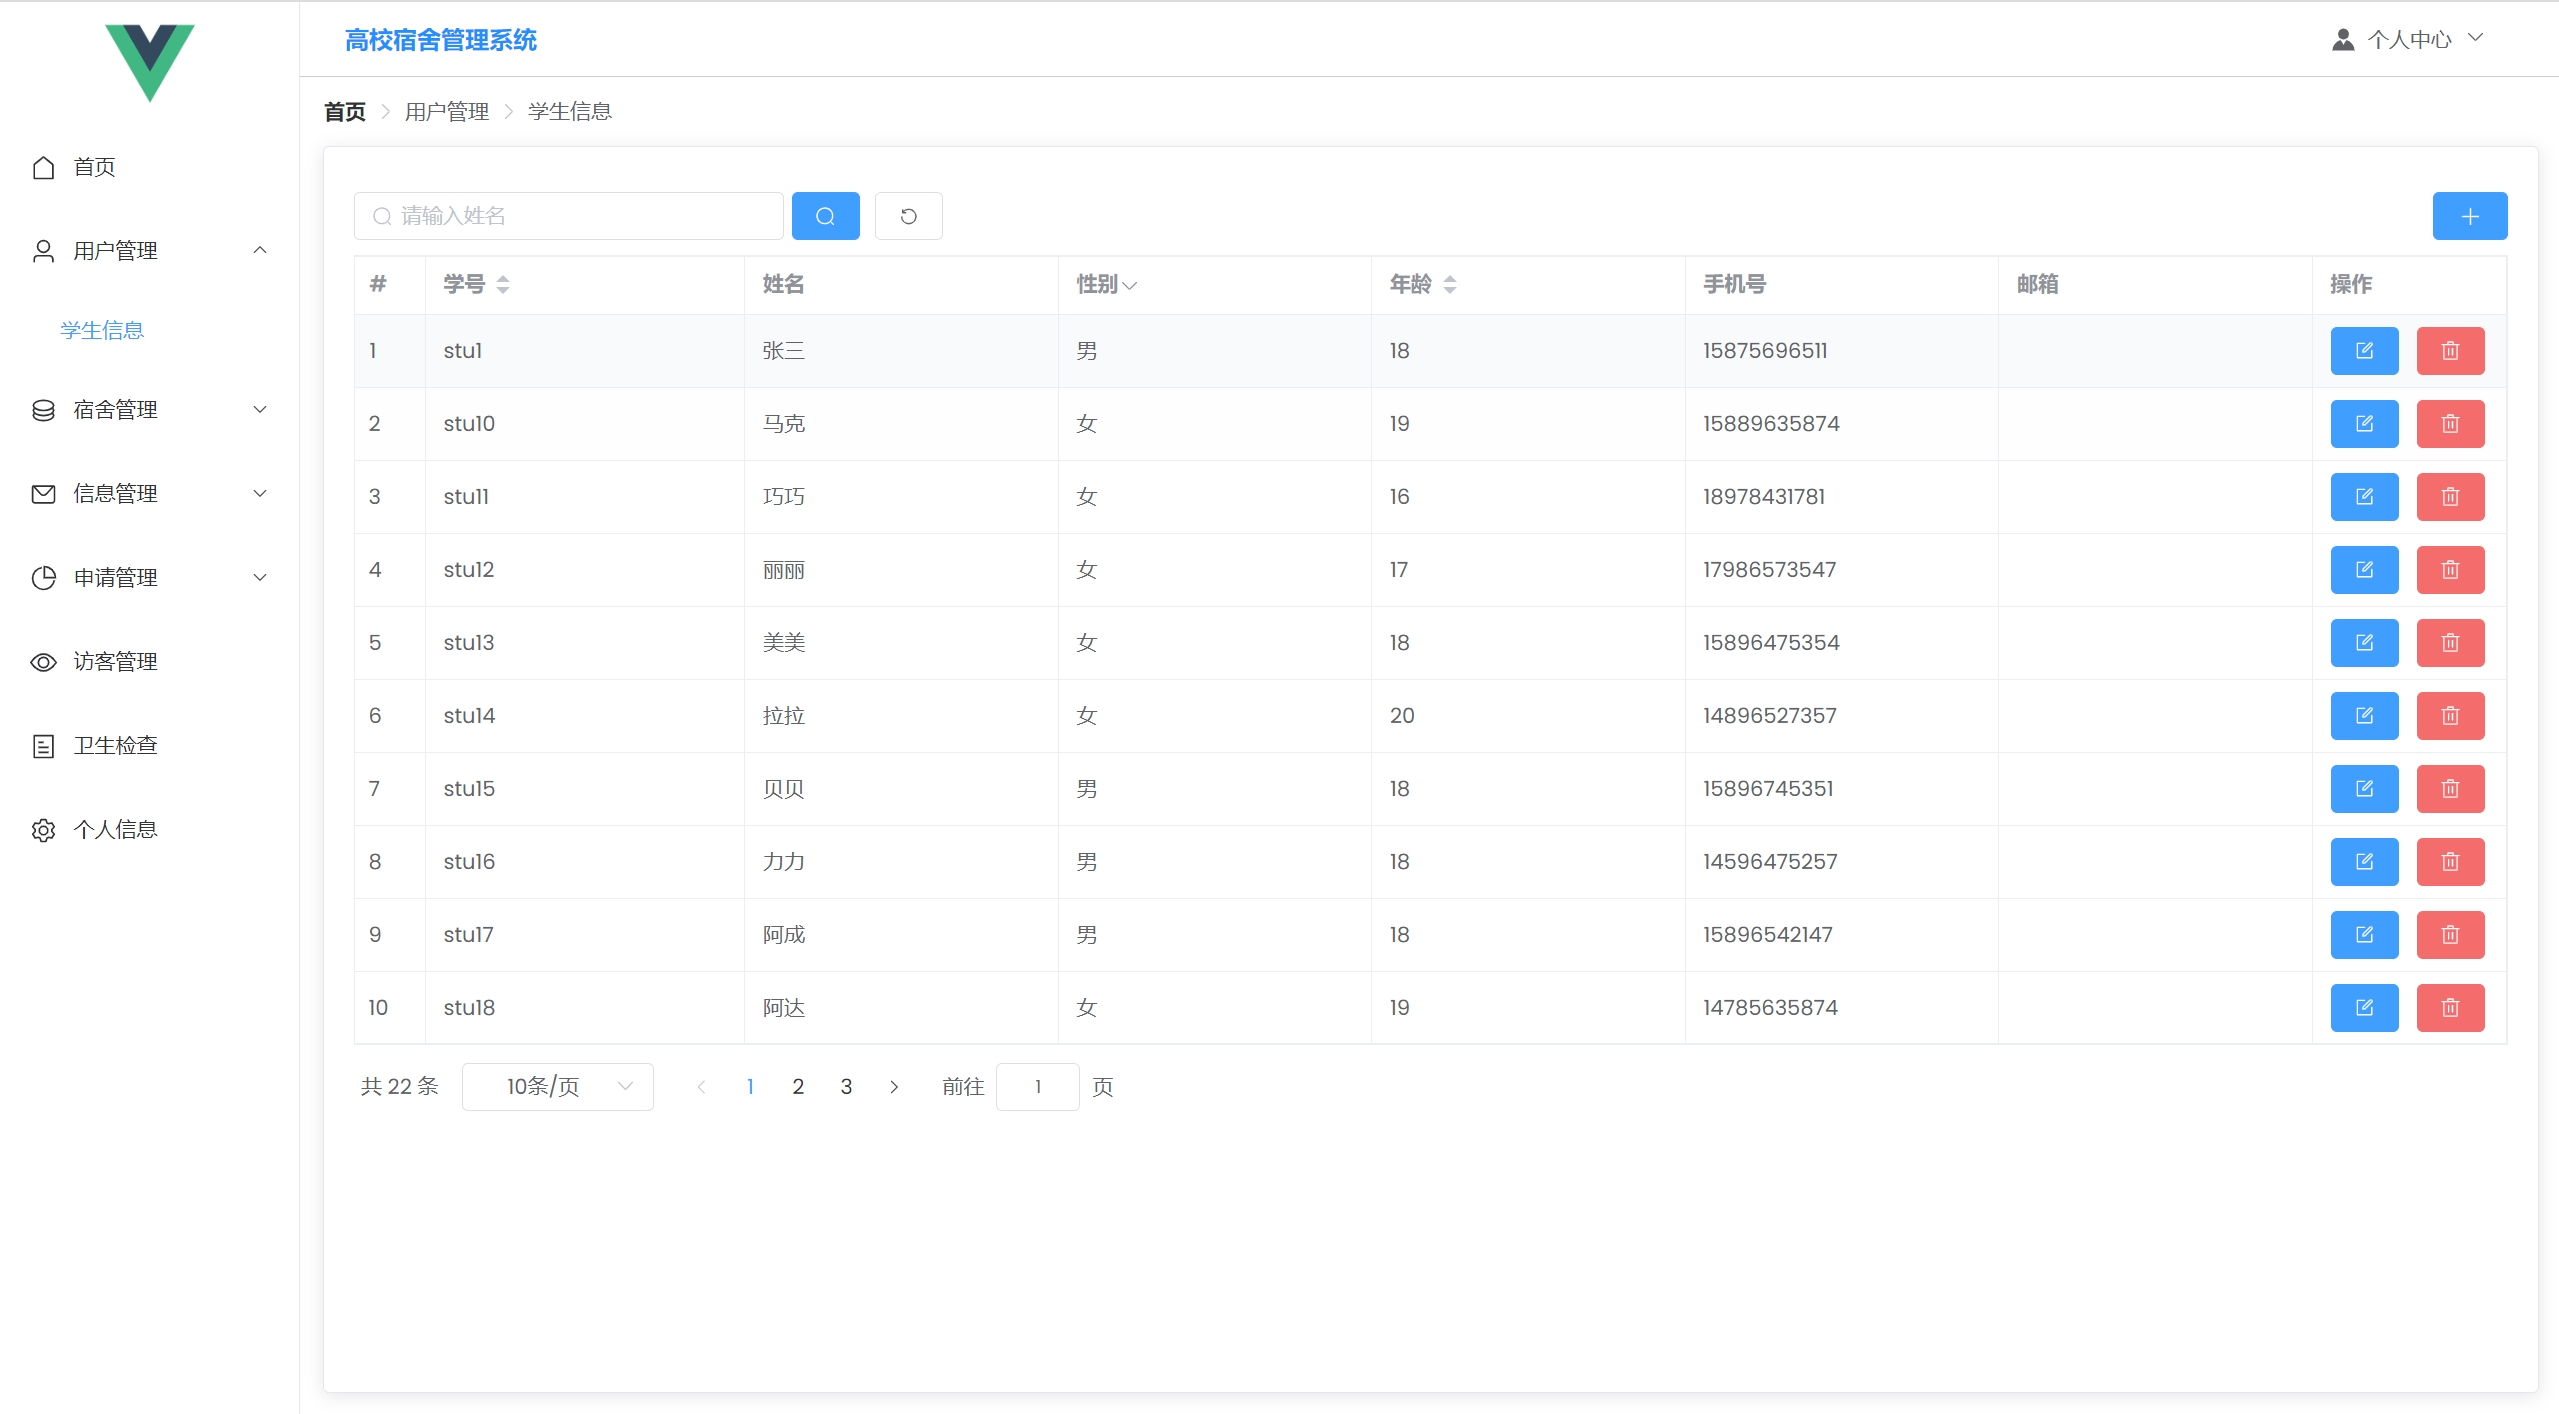 高校宿舍管理系统
个人中心
首页 用户管理 学生信息
首页
用户管理
学生信息
宿舍管理
信息管理
申请管理
访客管理
卫生检查
个人信息
请输入姓名
# 学号 姓名 性别 年龄 手机号 邮箱 操作
1 stu1 张三 男 18 15875696511
2 stu10 马克 女 19 15889635874
3 stu11 巧巧 女 16 18978431781
4 stu12 丽丽 女 17 17986573547
5 stu13 美美 女 18 15896475354
6 stu14 拉拉 女 20 14896527357
7 stu15 贝贝 男 18 15896745351
8 stu16 力力 男 18 14596475257
9 stu17 阿成 男 18 15896542147
10 stu18 阿达 女 19 14785635874
共 22 条 10条/页 1 2 3 前往 1 页